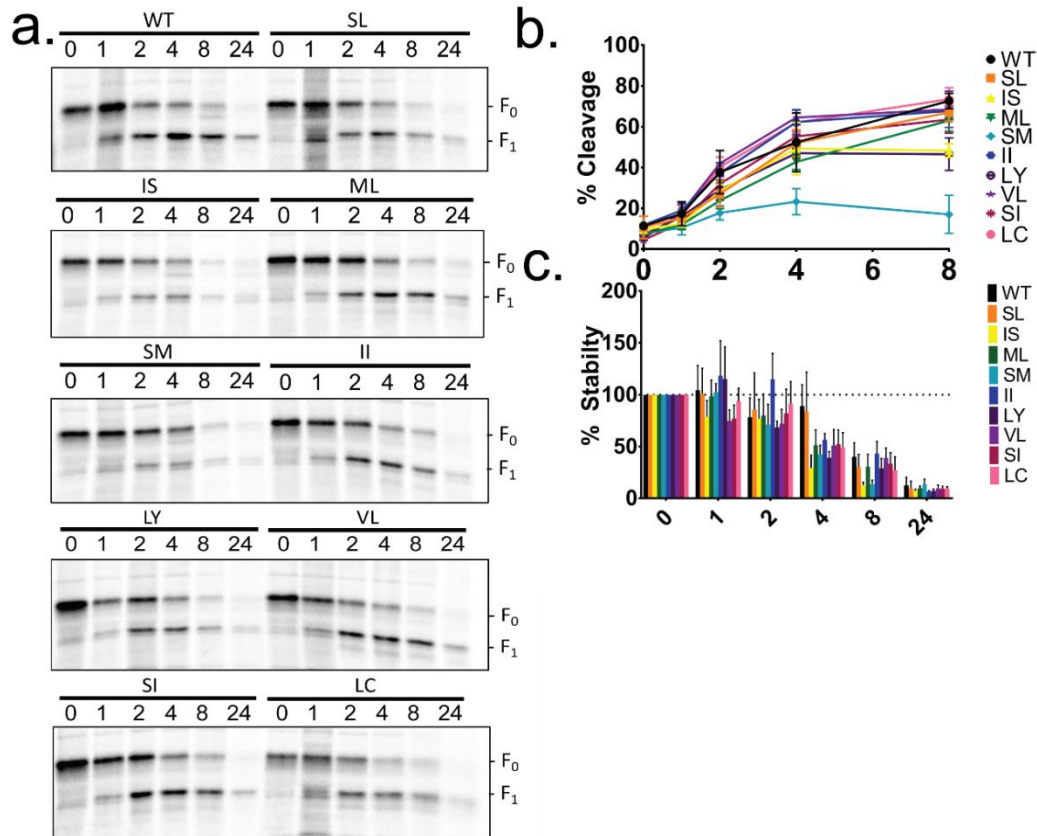 a.
WT SL
0 1 2 4 8 24 0 1 2 4 8 24
F0
F1
IS ML
0 1 2 4 8 24 0 1 2 4 8 24
F0
F1
SM II
0 1 2 4 8 24 0 1 2 4 8 24
F0
F1
LY VL
0 1 2 4 8 24 0 1 2 4 8 24
F0
F1
SI LC
0 1 2 4 8 24 0 1 2 4 8 24
F0
F1
b.
% Cleavage
100
80
60
40
20
0
0 2 4 6 8
WT
SL
IS
ML
SM
II
LY
VL
SI
LC
c.
% Stabilty
200
150
100
50
0
0 1 2 4 8 24
WT
SL
IS
ML
SM
II
LY
VL
SI
LC